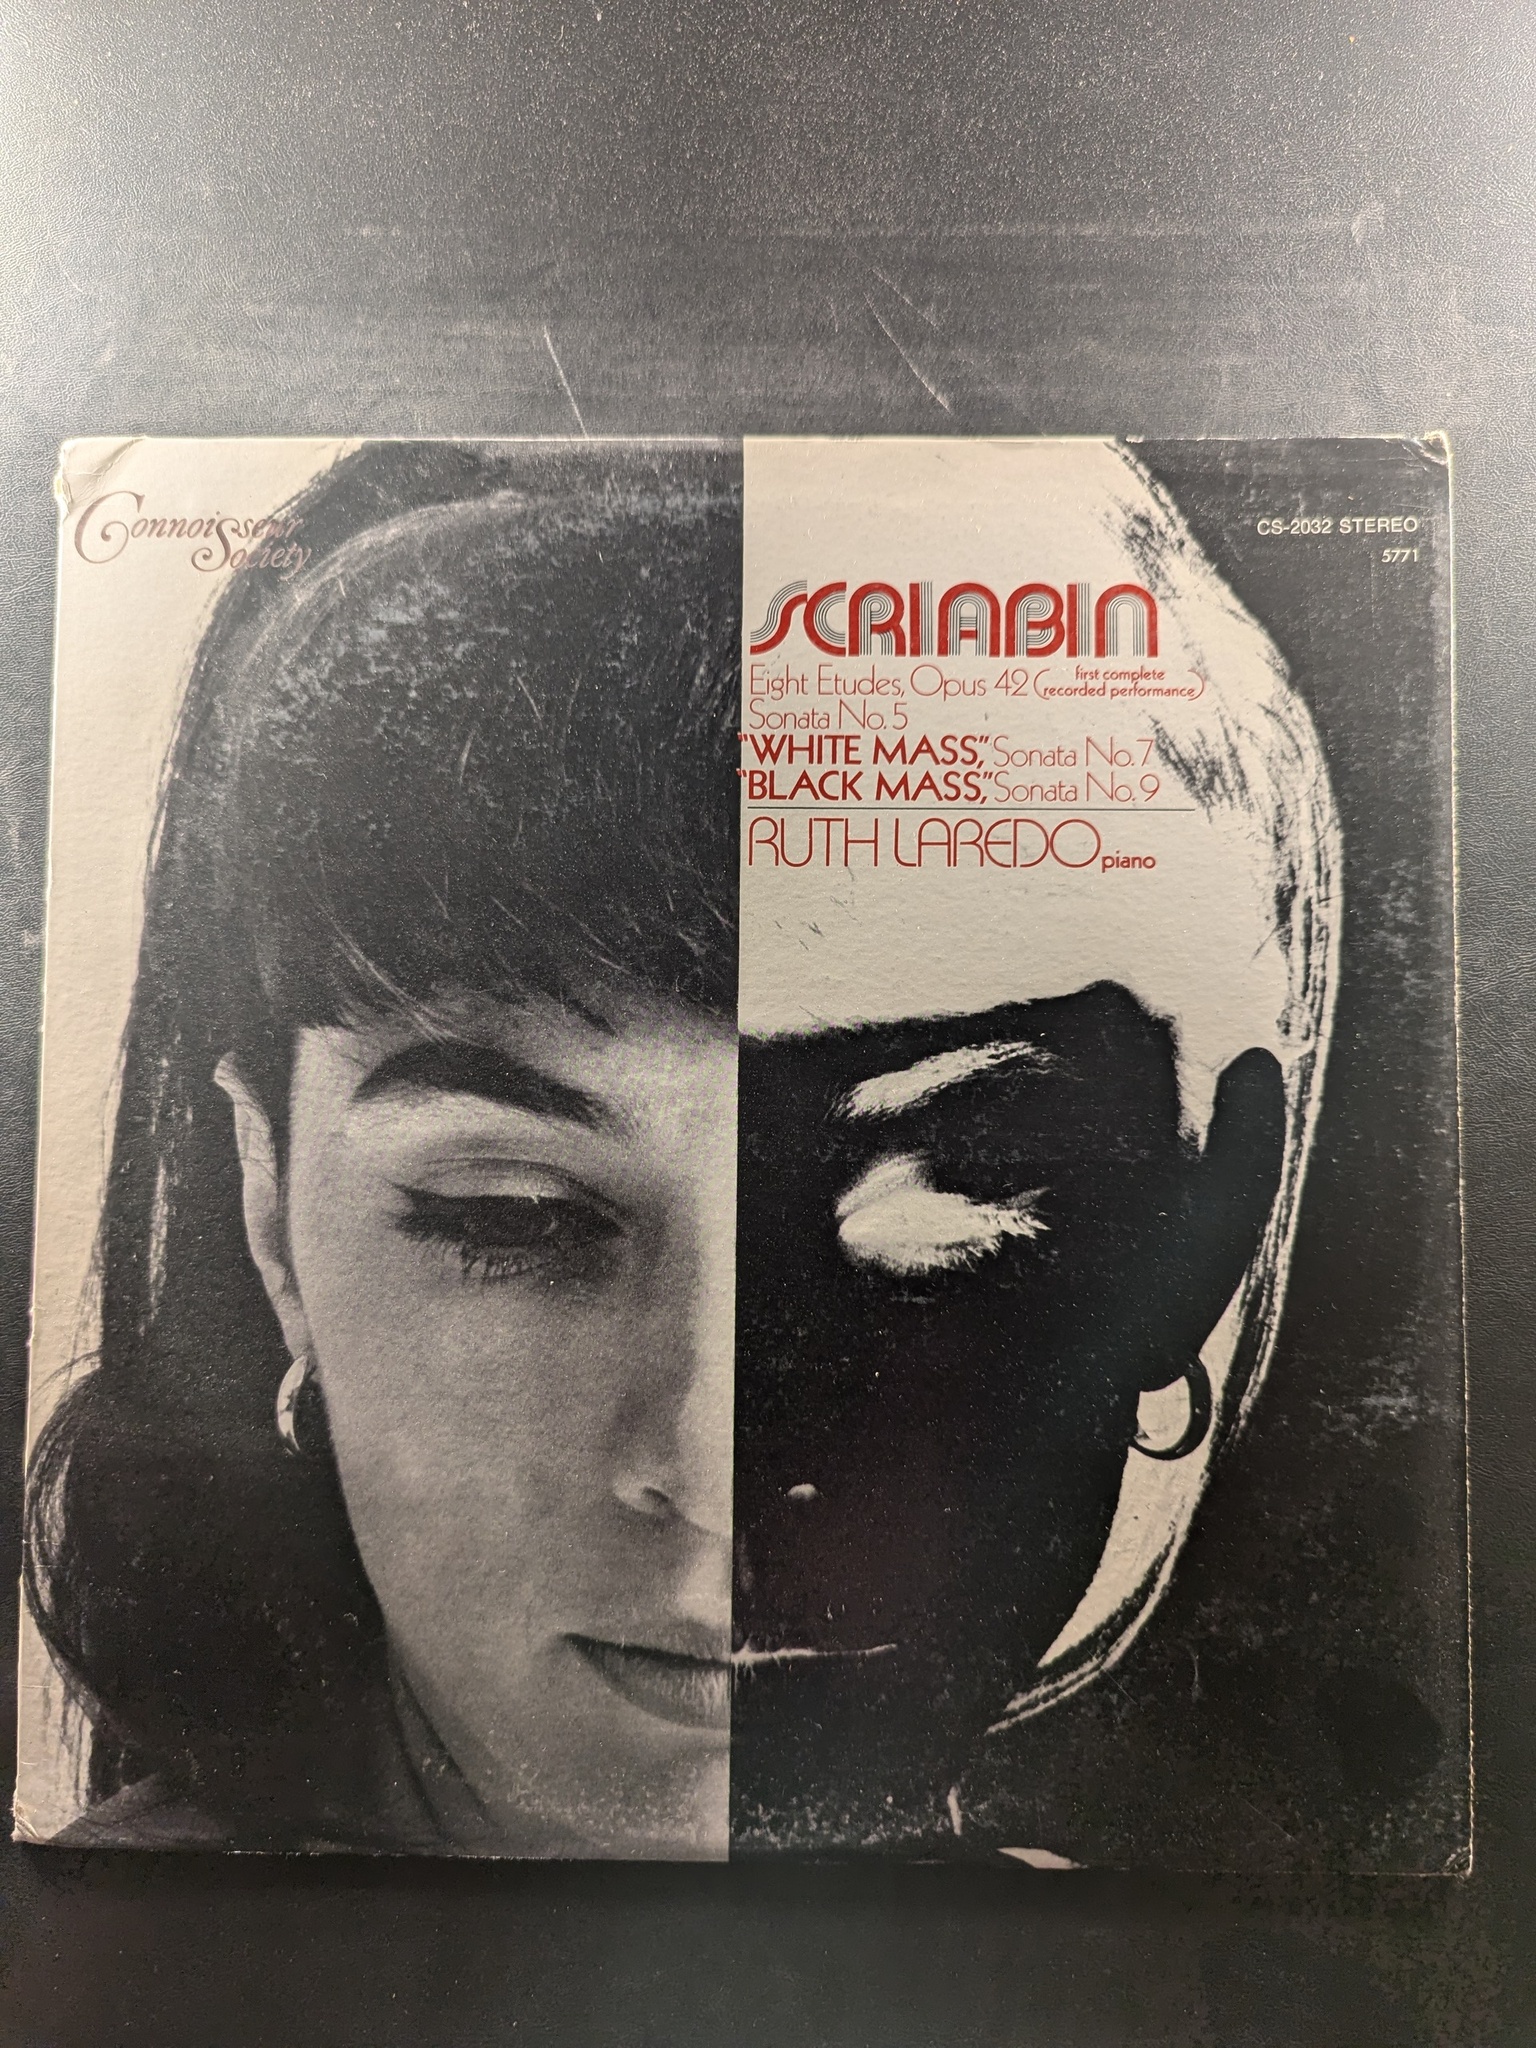 Connoisseur
Society
CS-2032 STEREO
5771
SCRIABIN
Eight Etudes, Opus 42 (first complete
recorded performance)
Sonata No. 5
"WHITE MASS," Sonata No. 7
"BLACK MASS," Sonata No. 9
RUTH LAREDO piano